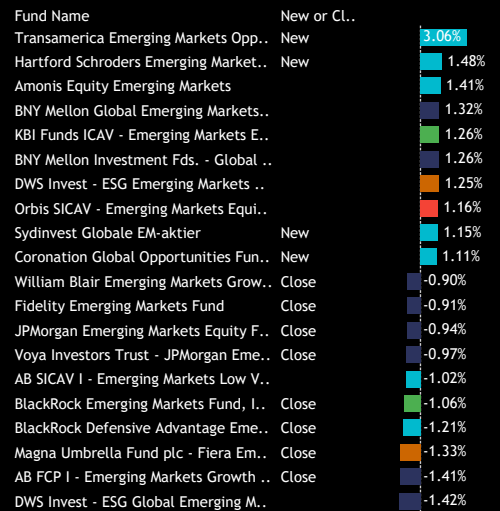 Fund Name New or Cl..
Transamerica Emerging Markets Opp.. New 3.06%
Hartford Schroders Emerging Market.. New 1.48%
Amonis Equity Emerging Markets 1.41%
BNY Mellon Global Emerging Markets.. 1.32%
KBI Funds ICAV - Emerging Markets E.. 1.26%
BNY Mellon Investment Fds. - Global .. 1.26%
DWS Invest - ESG Emerging Markets .. 1.25%
Orbis SICAV - Emerging Markets Equi.. 1.16%
Sydinvest Globale EM-aktier New 1.15%
Coronation Global Opportunities Fun.. New 1.11%
William Blair Emerging Markets Grow.. Close -0.90%
Fidelity Emerging Markets Fund Close -0.91%
JPMorgan Emerging Markets Equity F.. Close -0.94%
Voya Investors Trust - JPMorgan Eme.. Close -0.97%
AB SICAV I - Emerging Markets Low V.. -1.02%
BlackRock Emerging Markets Fund, I.. Close -1.06%
BlackRock Defensive Advantage Eme.. Close -1.21%
Magna Umbrella Fund plc - Fiera Em.. Close -1.33%
AB FCP I - Emerging Markets Growth .. Close -1.41%
DWS Invest - ESG Global Emerging M.. -1.42%